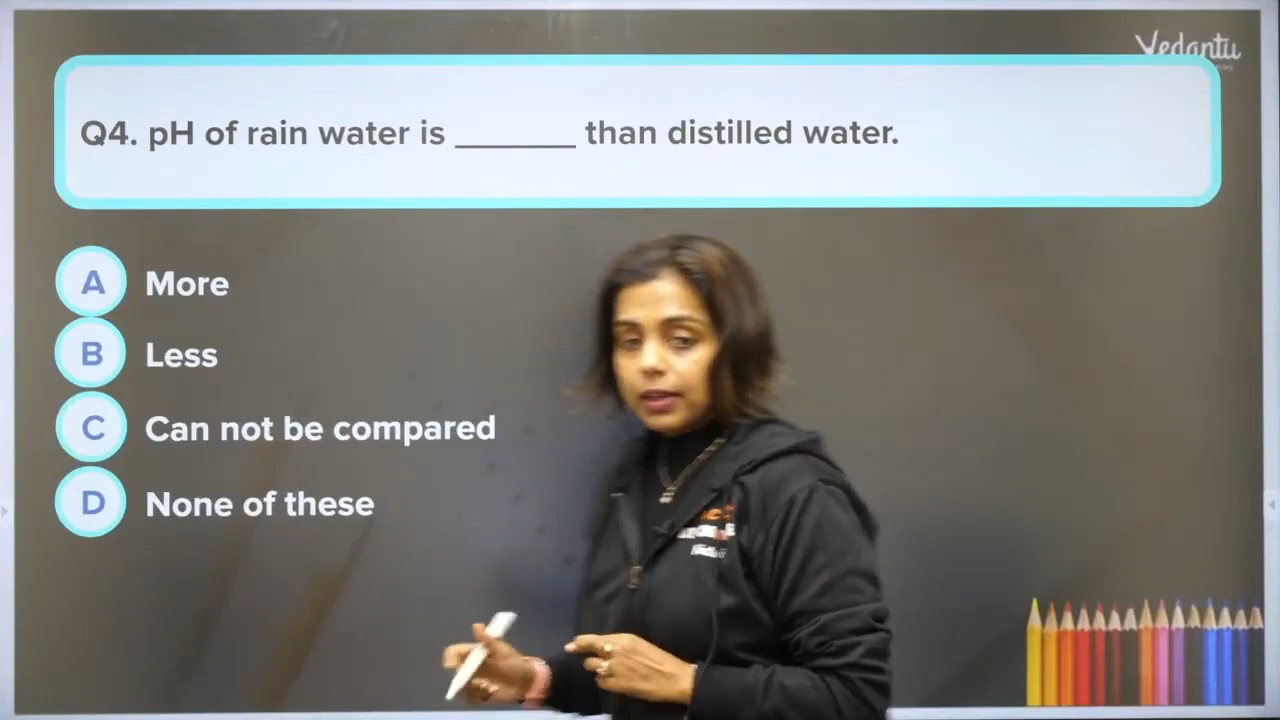 Vedantu
Q4. pH of rain water is _______ than distilled water.
A More
B Less
C Can not be compared
D None of these